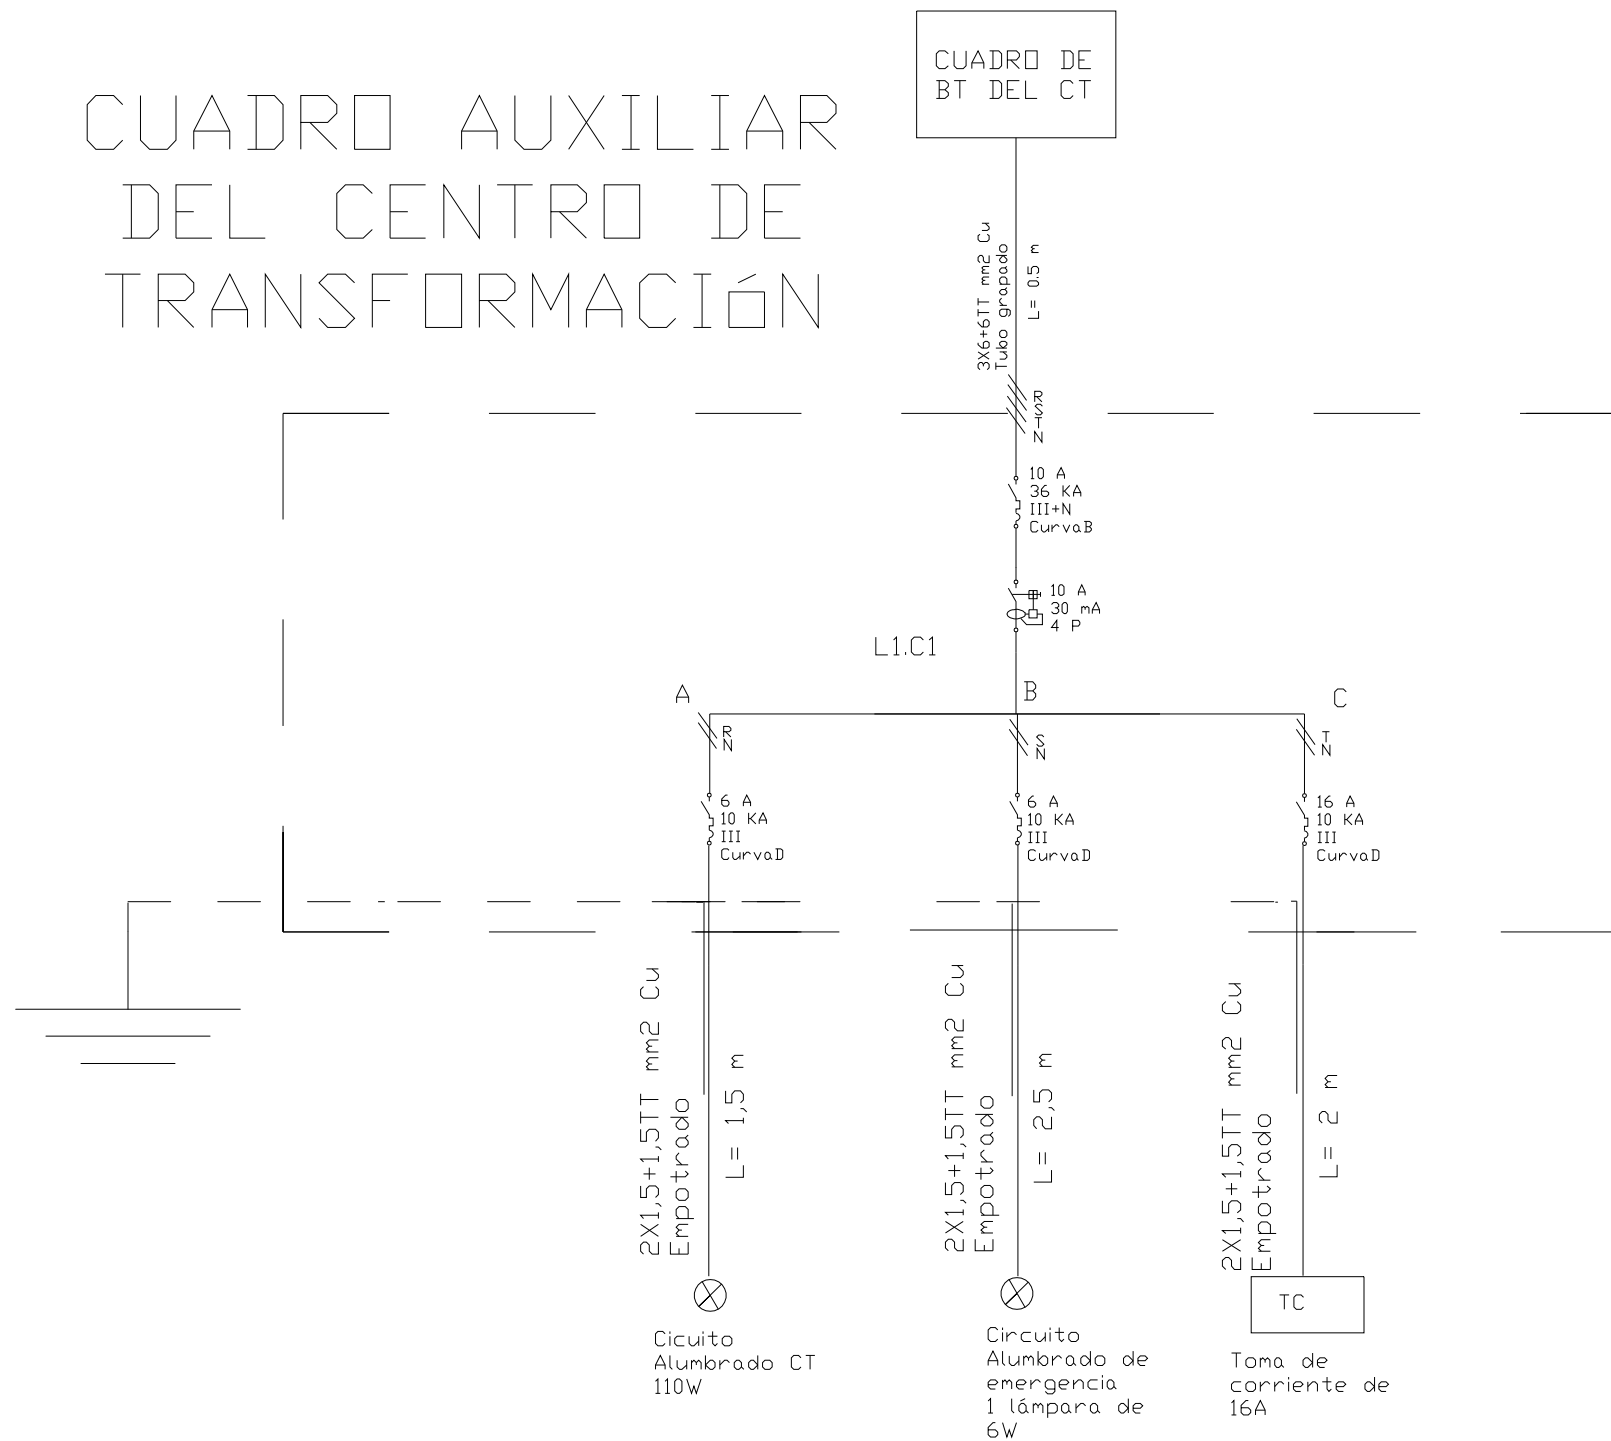 CUADRO DE
BT DEL CT
CUADRO AUXILIAR
DEL CENTRO DE
TRANSFORMACIóN
3X6+6TT mm2 Cu
Tubo grapado
L= 0.5 m
R
S
T
N
10 A
36 KA
III+N
CurvaB
10 A
30 mA
4 P
L1.C1
A
B
C
R
N
S
N
T
N
6 A
10 KA
III
CurvaD
6 A
10 KA
III
CurvaD
16 A
10 KA
III
CurvaD
2X1,5+1,5TT mm2 Cu
Empotrado
L= 1,5 m
2X1,5+1,5TT mm2 Cu
Empotrado
L= 2,5 m
2X1,5+1,5TT mm2 Cu
Empotrado
L= 2 m
TC
Cicuito
Alumbrado CT
110W
Circuito
Alumbrado de
emergencia
1 lámpara de
6W
Toma de
corriente de
16A